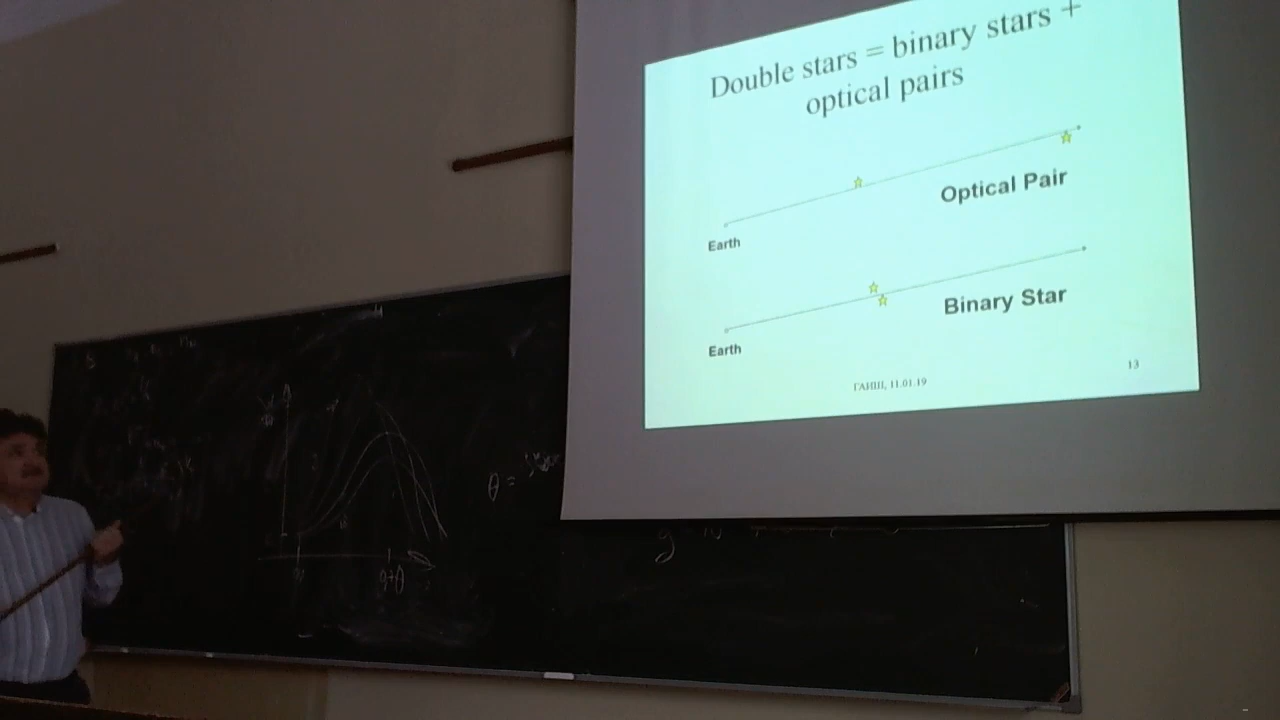 Double stars = binary stars +
optical pairs
Optical Pair
Earth
Binary Star
Earth
ГАИШ, 11.01.19
13
θ =